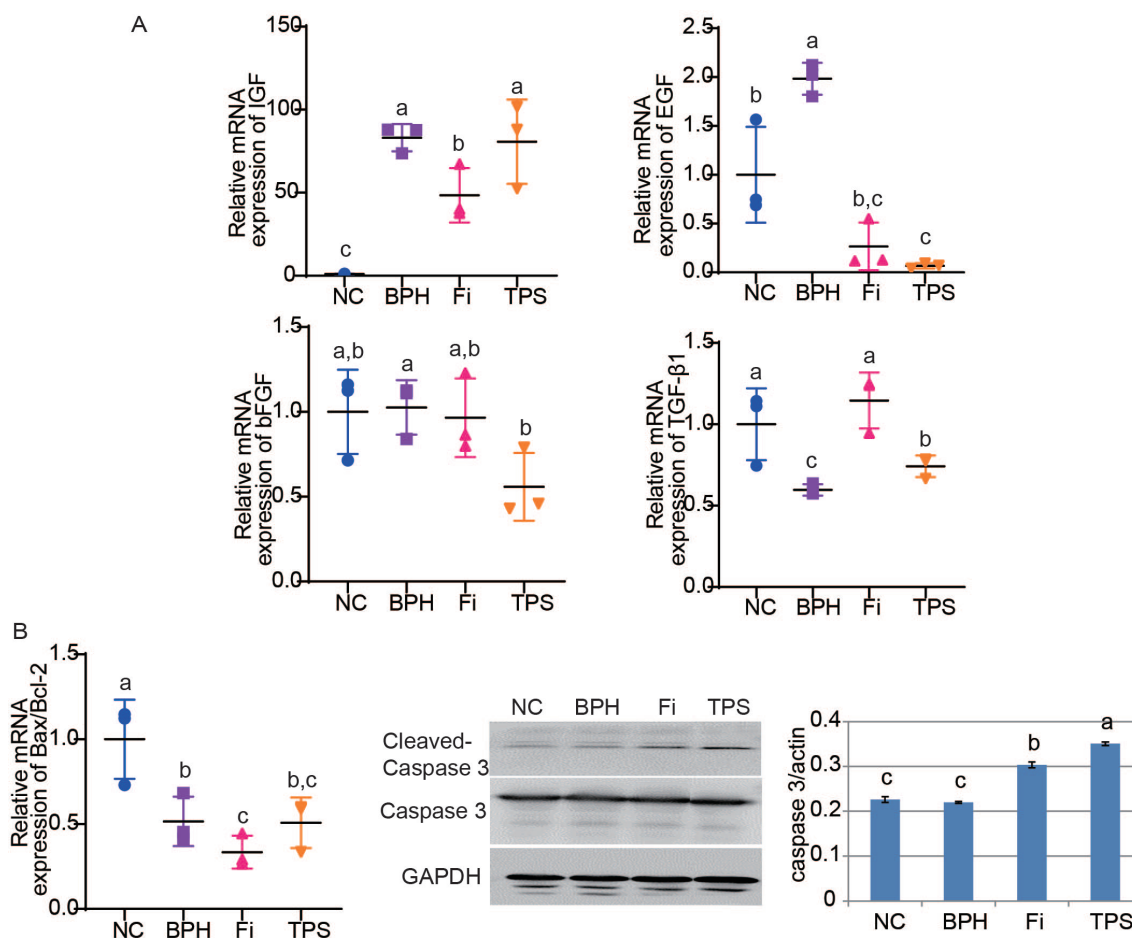 A
Relative mRNA
expression of IGF
150
100
50
0
c
a
b
a
NC BPH Fi TPS
Relative mRNA
expression of EGF
2.5
2.0
1.5
1.0
0.5
0.0
b
a
b,c
c
NC BPH Fi TPS
Relative mRNA
expression of bFGF
1.5
1.0
0.5
0.0
a,b
a
a,b
b
NC BPH Fi TPS
Relative mRNA
expression of TGF-β1
1.5
1.0
0.5
0.0
a
c
a
b
NC BPH Fi TPS
B
Relative mRNA
expression of Bax/Bcl-2
1.5
1.0
0.5
0.0
a
b
c
b,c
NC BPH Fi TPS
NC BPH Fi TPS
Cleaved-
Caspase 3
Caspase 3
GAPDH
caspase 3/actin
0.4
0.3
0.2
0.1
0
c
c
b
a
NC BPH Fi TPS